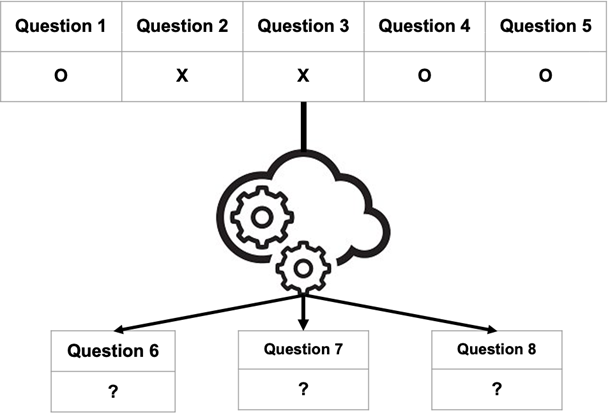 Question 1 Question 2 Question 3 Question 4 Question 5
O X X O O
Question 6 Question 7 Question 8
? ? ?